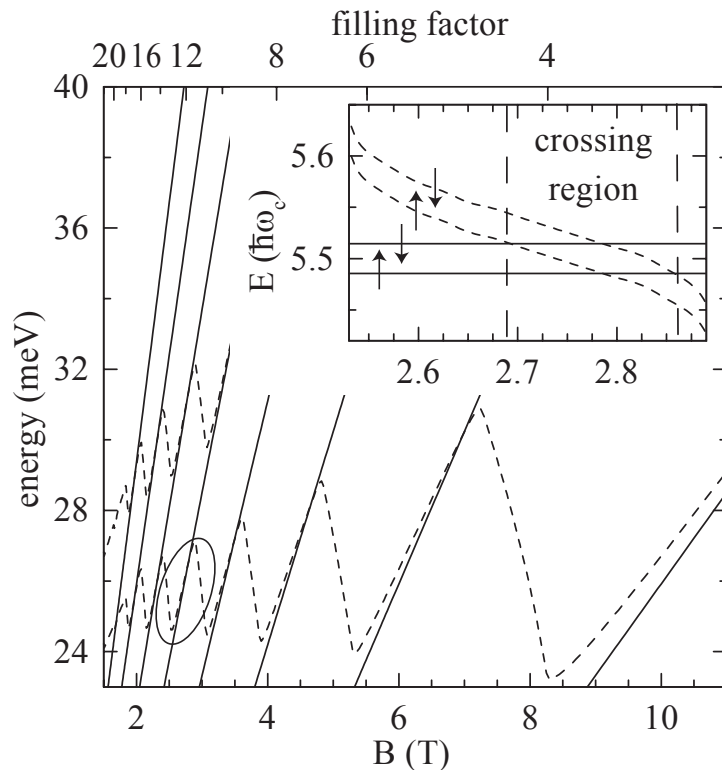 filling factor
20 16 12 8 6 4
40
36
32
28
24
energy (meV)
2 4 6 8 10
B (T)
crossing
region
5.6
5.5
E (ℏω_c)
2.6 2.7 2.8